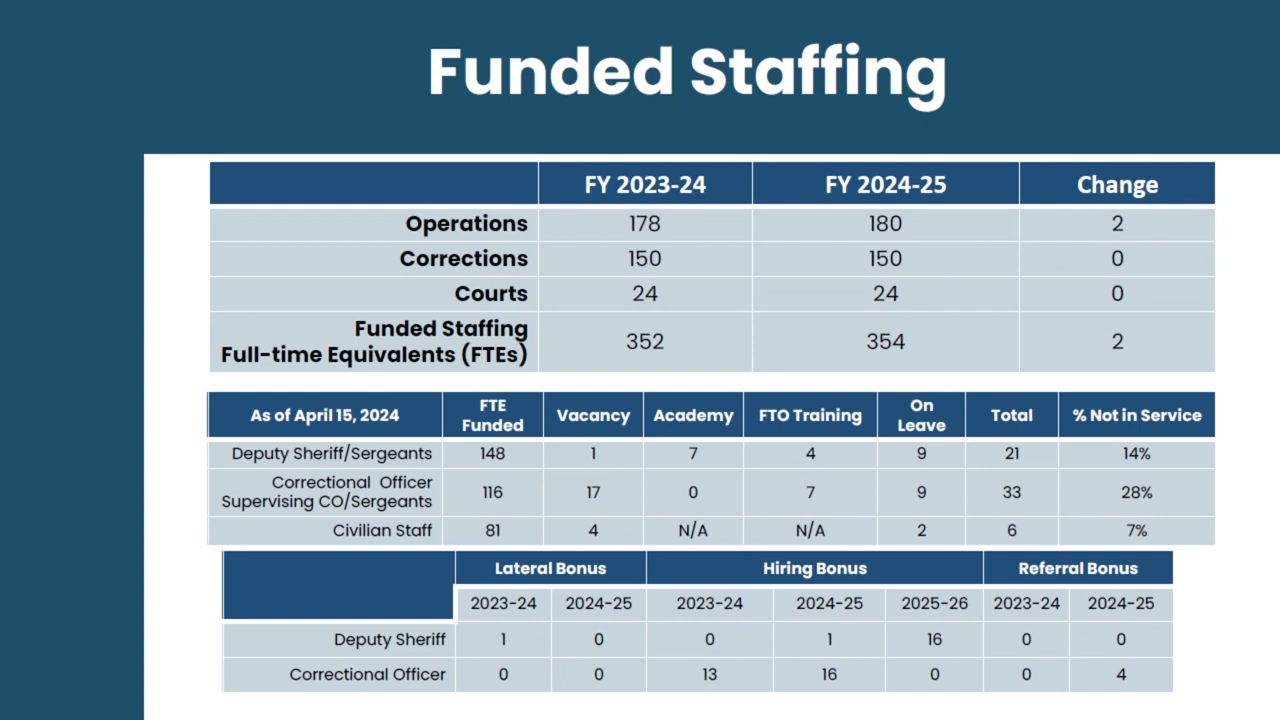 Funded Staffing
FY 2023-24 FY 2024-25 Change
Operations 178 180 2
Corrections 150 150 0
Courts 24 24 0
Funded Staffing
Full-time Equivalents (FTEs) 352 354 2
As of April 15, 2024 FTE Funded Vacancy Academy FTO Training On Leave Total % Not in Service
Deputy Sheriff/Sergeants 148 1 7 4 9 21 14%
Correctional Officer
Supervising CO/Sergeants 116 17 0 7 9 33 28%
Civilian Staff 81 4 N/A N/A 2 6 7%
Lateral Bonus Hiring Bonus Referral Bonus
2023-24 2024-25 2023-24 2024-25 2025-26 2023-24 2024-25
Deputy Sheriff 1 0 0 1 16 0 0
Correctional Officer 0 0 13 16 0 0 4